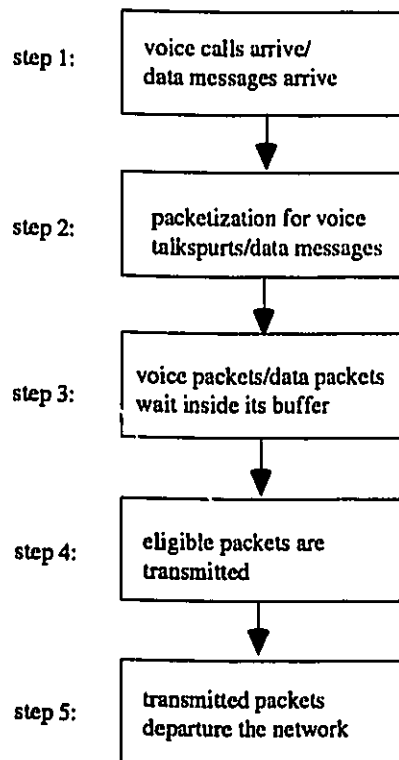 step 1:
voice calls arrive/
data messages arrive
step 2:
packetization for voice
talkspurts/data messages
step 3:
voice packets/data packets
wait inside its buffer
step 4:
eligible packets are
transmitted
step 5:
transmitted packets
departure the network